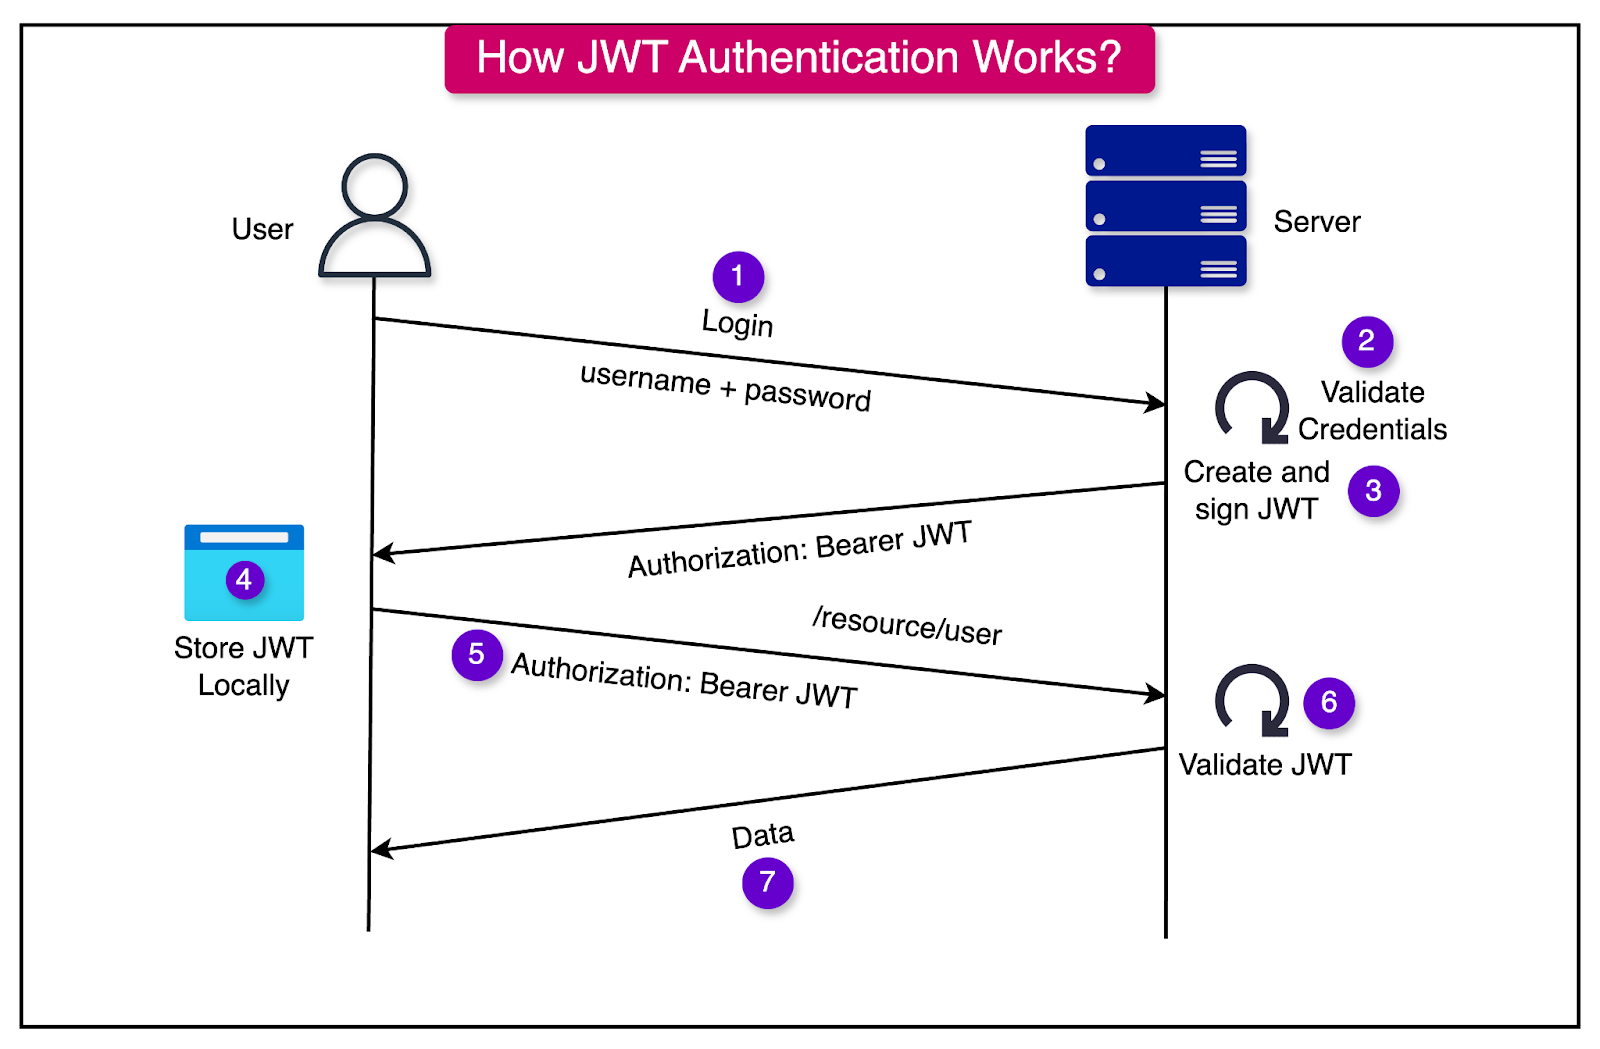 How JWT Authentication Works?
User
Server
1
Login
username + password
2
Validate
Credentials
Create and
sign JWT
3
Authorization: Bearer JWT
4
Store JWT
Locally
/resource/user
5
Authorization: Bearer JWT
6
Validate JWT
Data
7